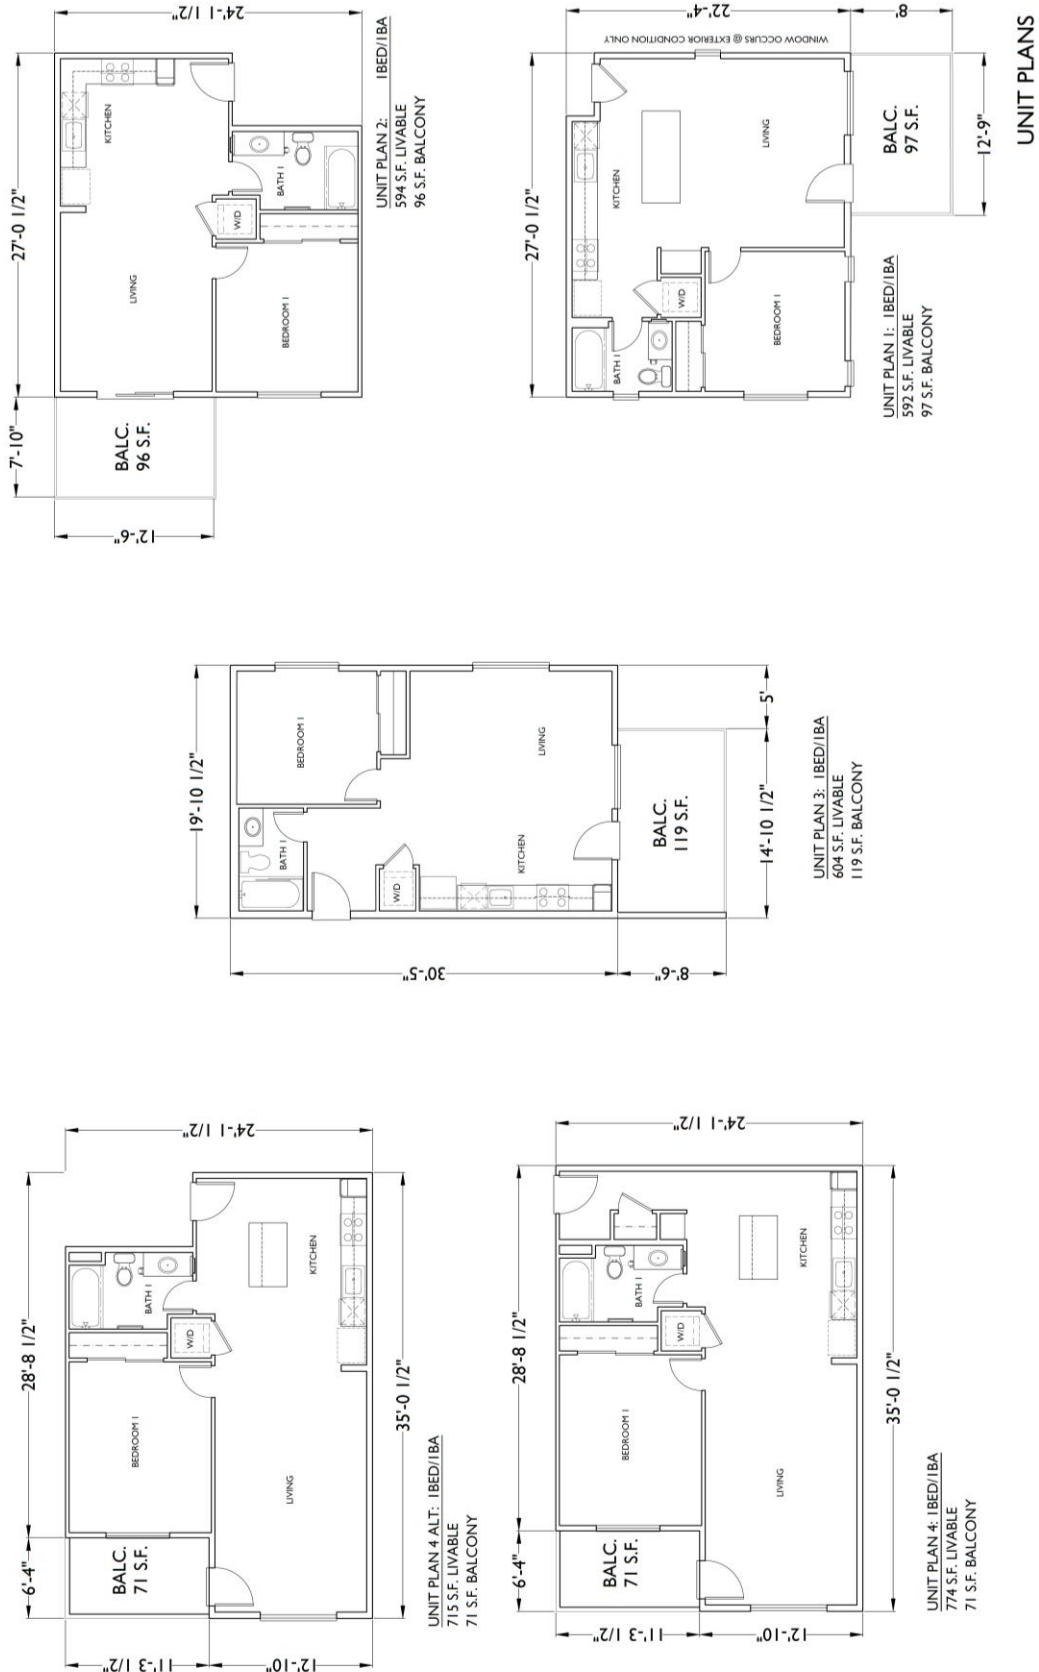 UNIT PLANS
27'-0 1/2"
24'-1 1/2"
7'-10"
12'-6"
KITCHEN
LIVING
BATH 1
W/D
BEDROOM 1
BALC.
96 S.F.
UNIT PLAN 2: 1BED/1BA
594 S.F. LIVABLE
96 S.F. BALCONY
27'-0 1/2"
22'-4"
8'
12'-9"
WINDOW OCCURS @ EXTERIOR CONDITION ONLY
KITCHEN
LIVING
BATH 1
W/D
BEDROOM 1
BALC.
97 S.F.
UNIT PLAN 1: 1BED/1BA
592 S.F. LIVABLE
97 S.F. BALCONY
19'-10 1/2"
30'-5"
8'-6"
5'
14'-10 1/2"
BEDROOM 1
BATH 1
LIVING
W/D
KITCHEN
BALC.
119 S.F.
UNIT PLAN 3: 1BED/1BA
604 S.F. LIVABLE
119 S.F. BALCONY
28'-8 1/2"
6'-4"
24'-1 1/2"
35'-0 1/2"
11'-3 1/2"
12'-10"
BATH 1
W/D
KITCHEN
BEDROOM 1
LIVING
BALC.
71 S.F.
UNIT PLAN 4 ALT: 1BED/1BA
715 S.F. LIVABLE
71 S.F. BALCONY
28'-8 1/2"
6'-4"
24'-1 1/2"
35'-0 1/2"
11'-3 1/2"
12'-10"
BATH 1
W/D
KITCHEN
BEDROOM 1
LIVING
BALC.
71 S.F.
UNIT PLAN 4: 1BED/1BA
774 S.F. LIVABLE
71 S.F. BALCONY